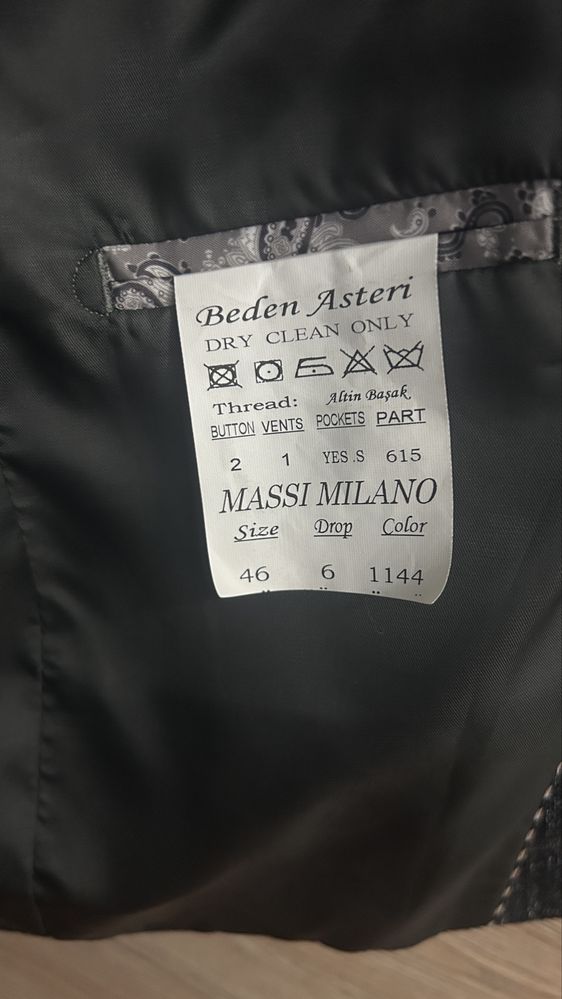 Beden Asteri
DRY CLEAN ONLY
Thread: Altin Başak
BUTTON VENTS POCKETS PART
2 1 YES .S 615
MASSI MILANO
Size Drop Color
46 6 1144